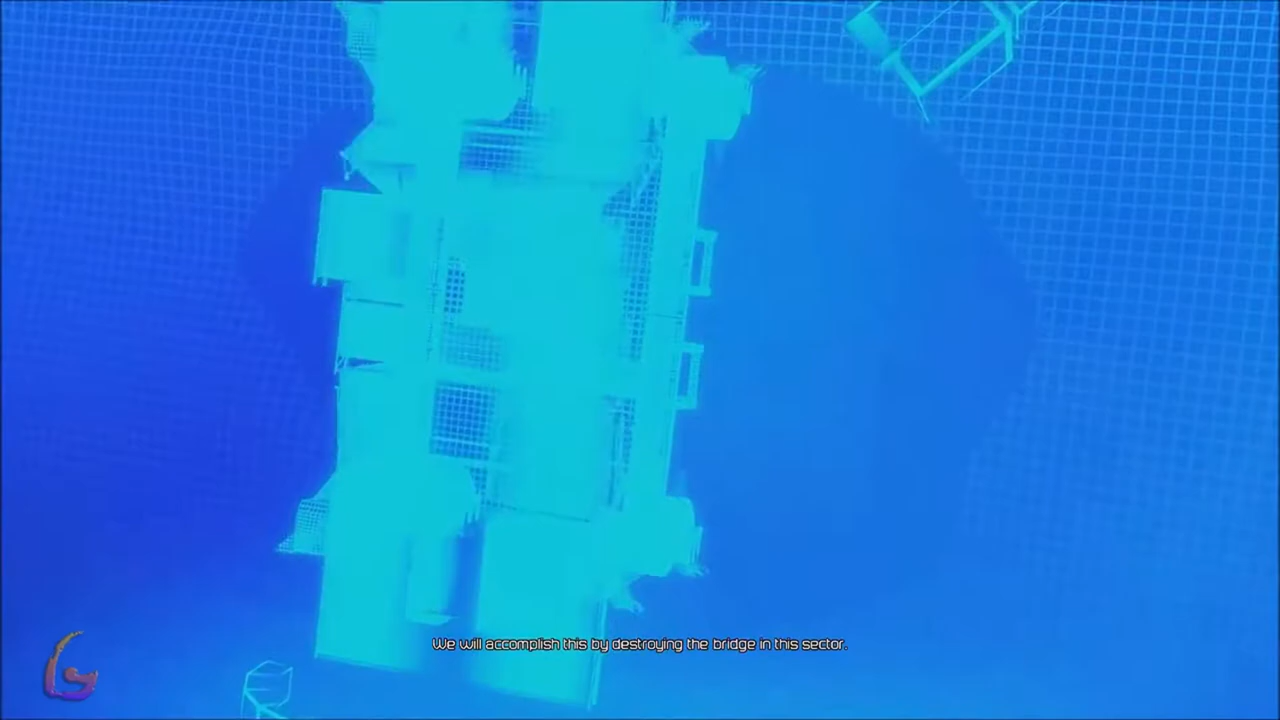 We will accomplish this by destroying the bridge in this sector.